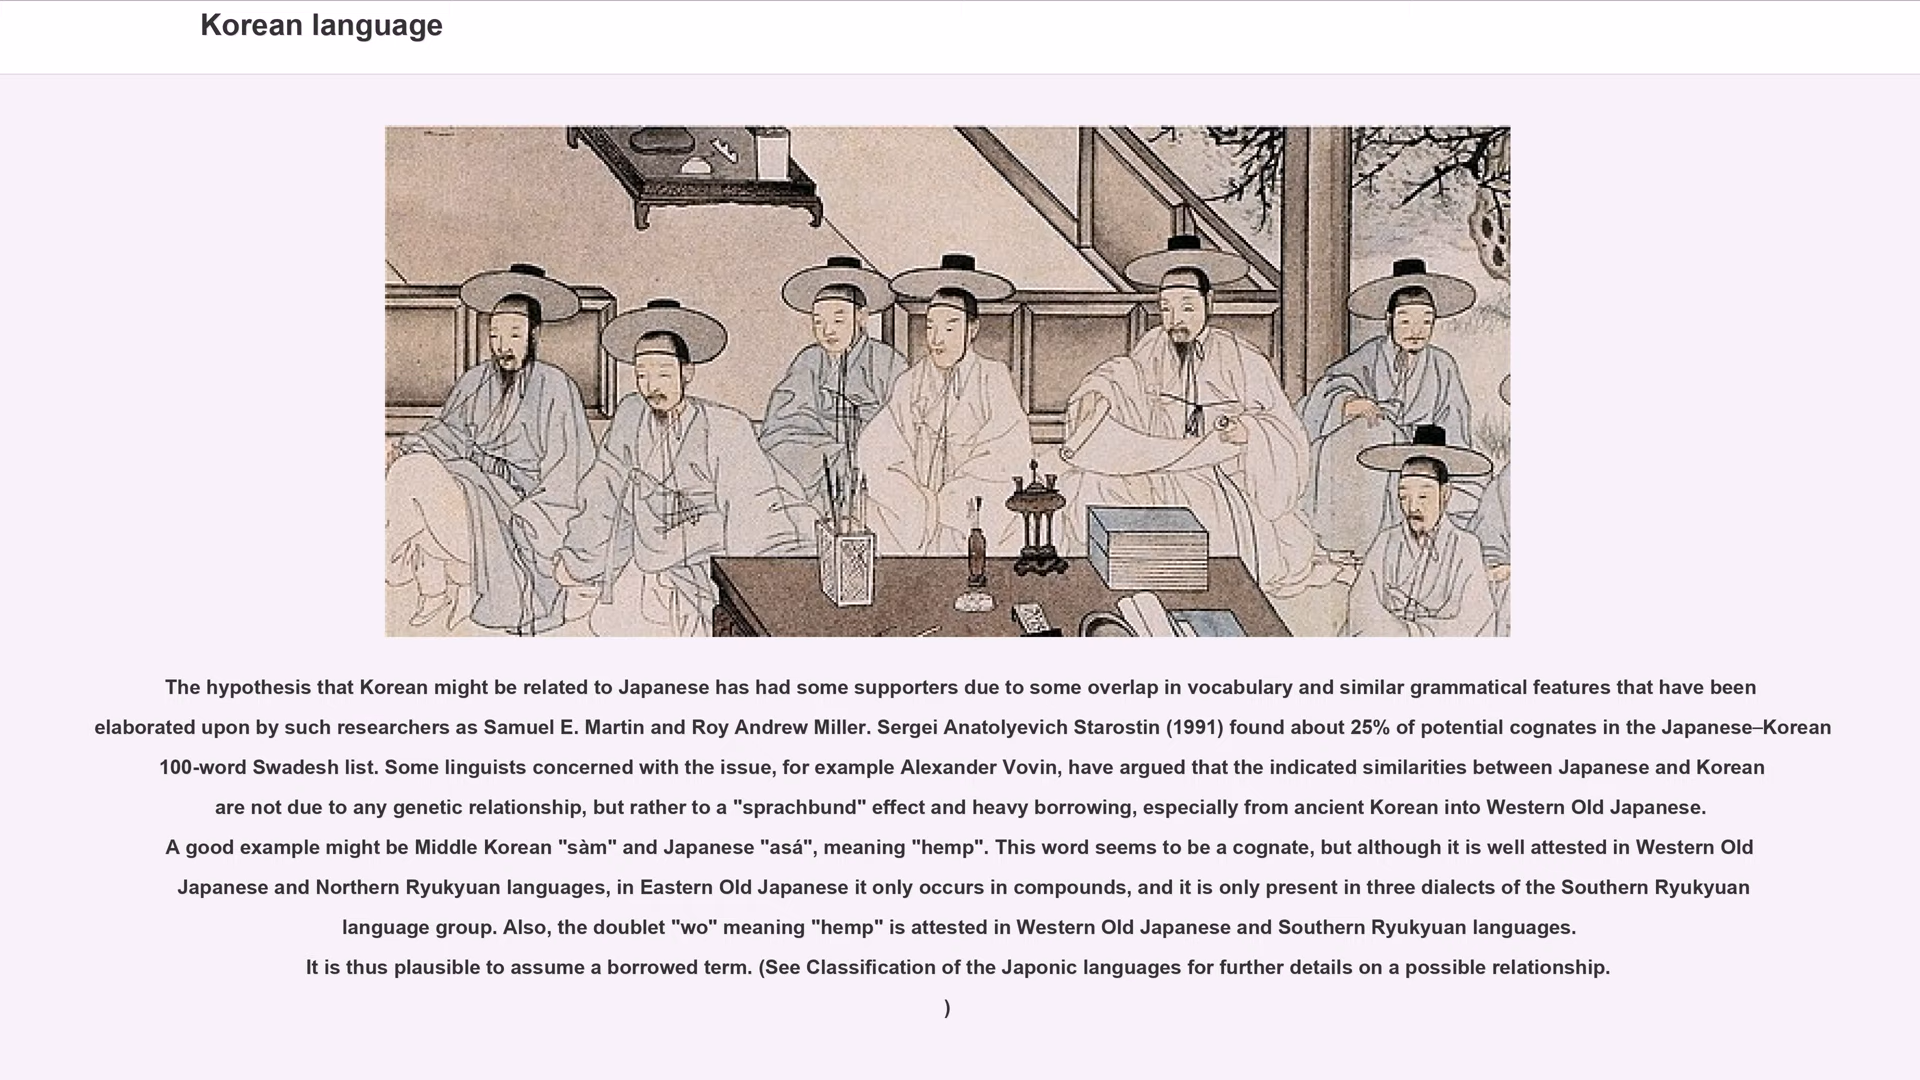 Korean language
The hypothesis that Korean might be related to Japanese has had some supporters due to some overlap in vocabulary and similar grammatical features that have been
elaborated upon by such researchers as Samuel E. Martin and Roy Andrew Miller. Sergei Anatolyevich Starostin (1991) found about 25% of potential cognates in the Japanese–Korean
100-word Swadesh list. Some linguists concerned with the issue, for example Alexander Vovin, have argued that the indicated similarities between Japanese and Korean
are not due to any genetic relationship, but rather to a "sprachbund" effect and heavy borrowing, especially from ancient Korean into Western Old Japanese.
A good example might be Middle Korean "sàm" and Japanese "asá", meaning "hemp". This word seems to be a cognate, but although it is well attested in Western Old
Japanese and Northern Ryukyuan languages, in Eastern Old Japanese it only occurs in compounds, and it is only present in three dialects of the Southern Ryukyuan
language group. Also, the doublet "wo" meaning "hemp" is attested in Western Old Japanese and Southern Ryukyuan languages.
It is thus plausible to assume a borrowed term. (See Classification of the Japonic languages for further details on a possible relationship.
)